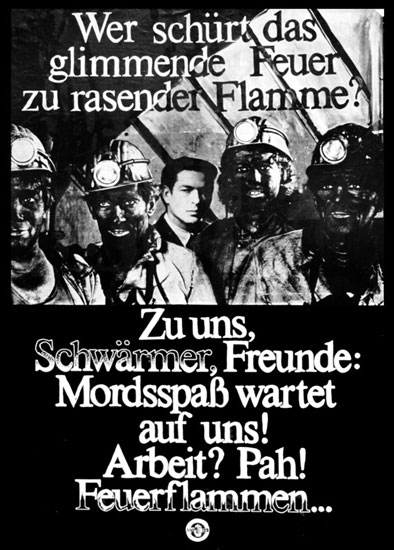 Wer schürt das
glimmende Feuer
zu rasender Flamme?
Zu uns,
Schwärmer, Freunde:
Mordsspaß wartet
auf uns!
Arbeit? Pah!
Feuerflammen...